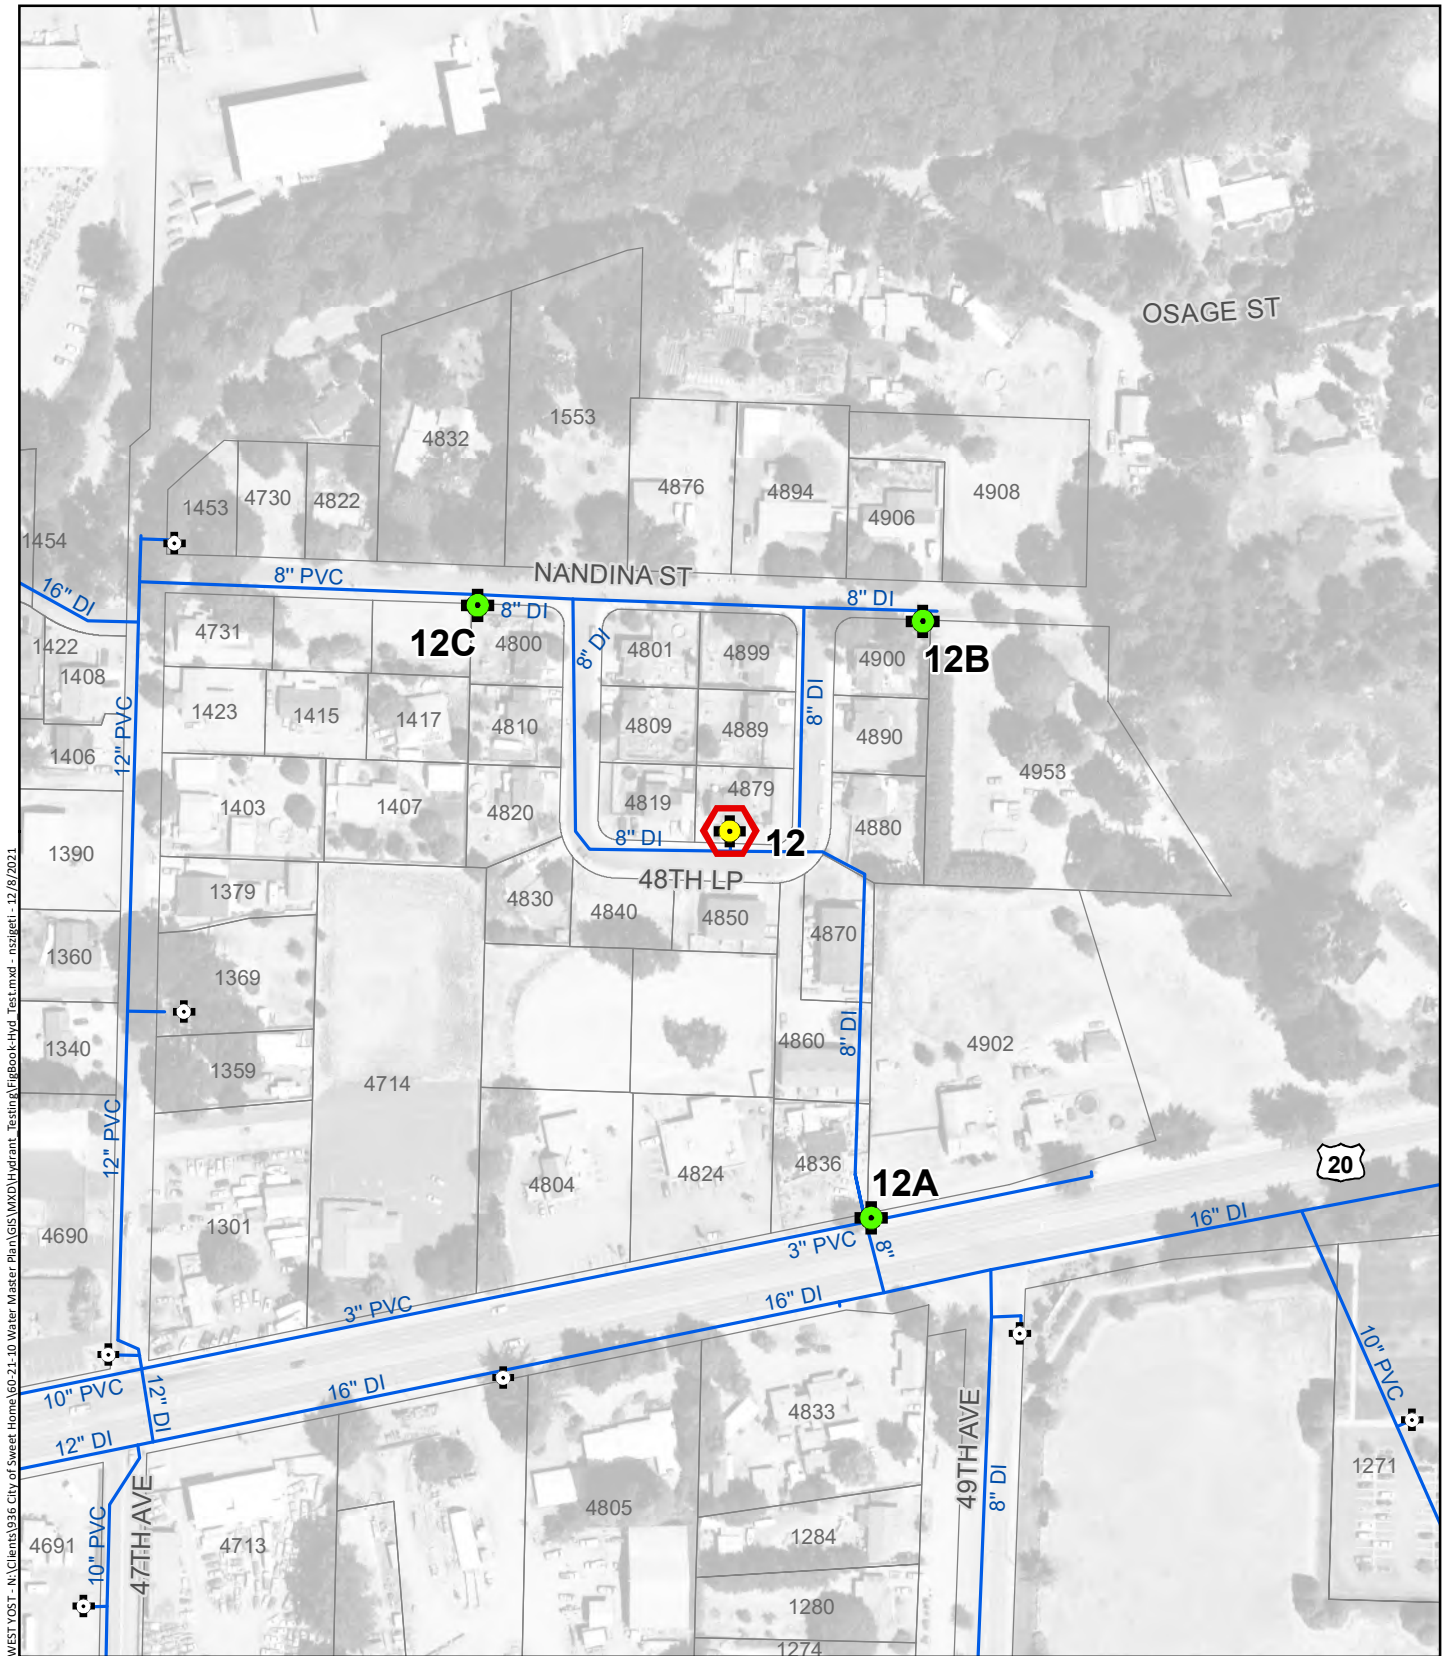 OSAGE ST
1553
4832
4876
4894
4908
4730
4822
1453
4906
1454
8" PVC
NANDINA ST
16" DI
8" DI
8" DI
12C
4731
4800
8" DI
4801
4899
4900
12B
1422
1408
1423
1415
1417
4810
4809
4889
8" DI
4890
12" PVC
1406
4953
1403
1407
4820
4819
4879
4880
8" DI
12
1390
48TH LP
1379
4830
4840
4850
4870
1360
1369
8" DI
4860
4902
1340
1359
4714
12" PVC
4804
4824
4836
12A
20
4690
1301
3" PVC
8"
16" DI
3" PVC
16" DI
10" PVC
12" DI
16" DI
10" PVC
12" DI
4833
49TH AVE
8" DI
1271
4805
47TH AVE
10" PVC
4691
4713
1284
1280
1274
WEST YOST - N:\Clients\936 City of Sweet Home\60-21-10 Water Master Plan\GIS\MXD\Hydrant_Testing\FigBook-Hyd_Test.mxd - nszigeti - 12/8/2021